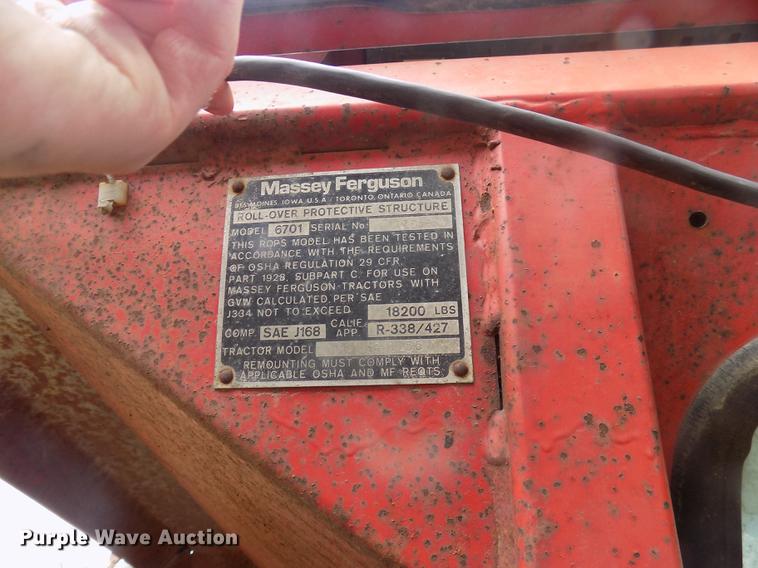 Massey Ferguson
DES MOINES, IOWA, U.S.A. / TORONTO, ONTARIO, CANADA
ROLL-OVER PROTECTIVE STRUCTURE
MODEL 6701 SERIAL No.
THIS ROPS MODEL HAS BEEN TESTED IN
ACCORDANCE WITH THE REQUIREMENTS
OF OSHA REGULATION 29 CFR,
PART 1928, SUBPART C. FOR USE ON
MASSEY FERGUSON TRACTORS WITH
GVW CALCULATED, PER SAE
J334 NOT TO EXCEED 18200 LBS
COMP. SAE J168 CALIF. APP. R-338/427
TRACTOR MODEL
REMOUNTING MUST COMPLY WITH
APPLICABLE OSHA AND MF REQTS.
Purple Wave Auction